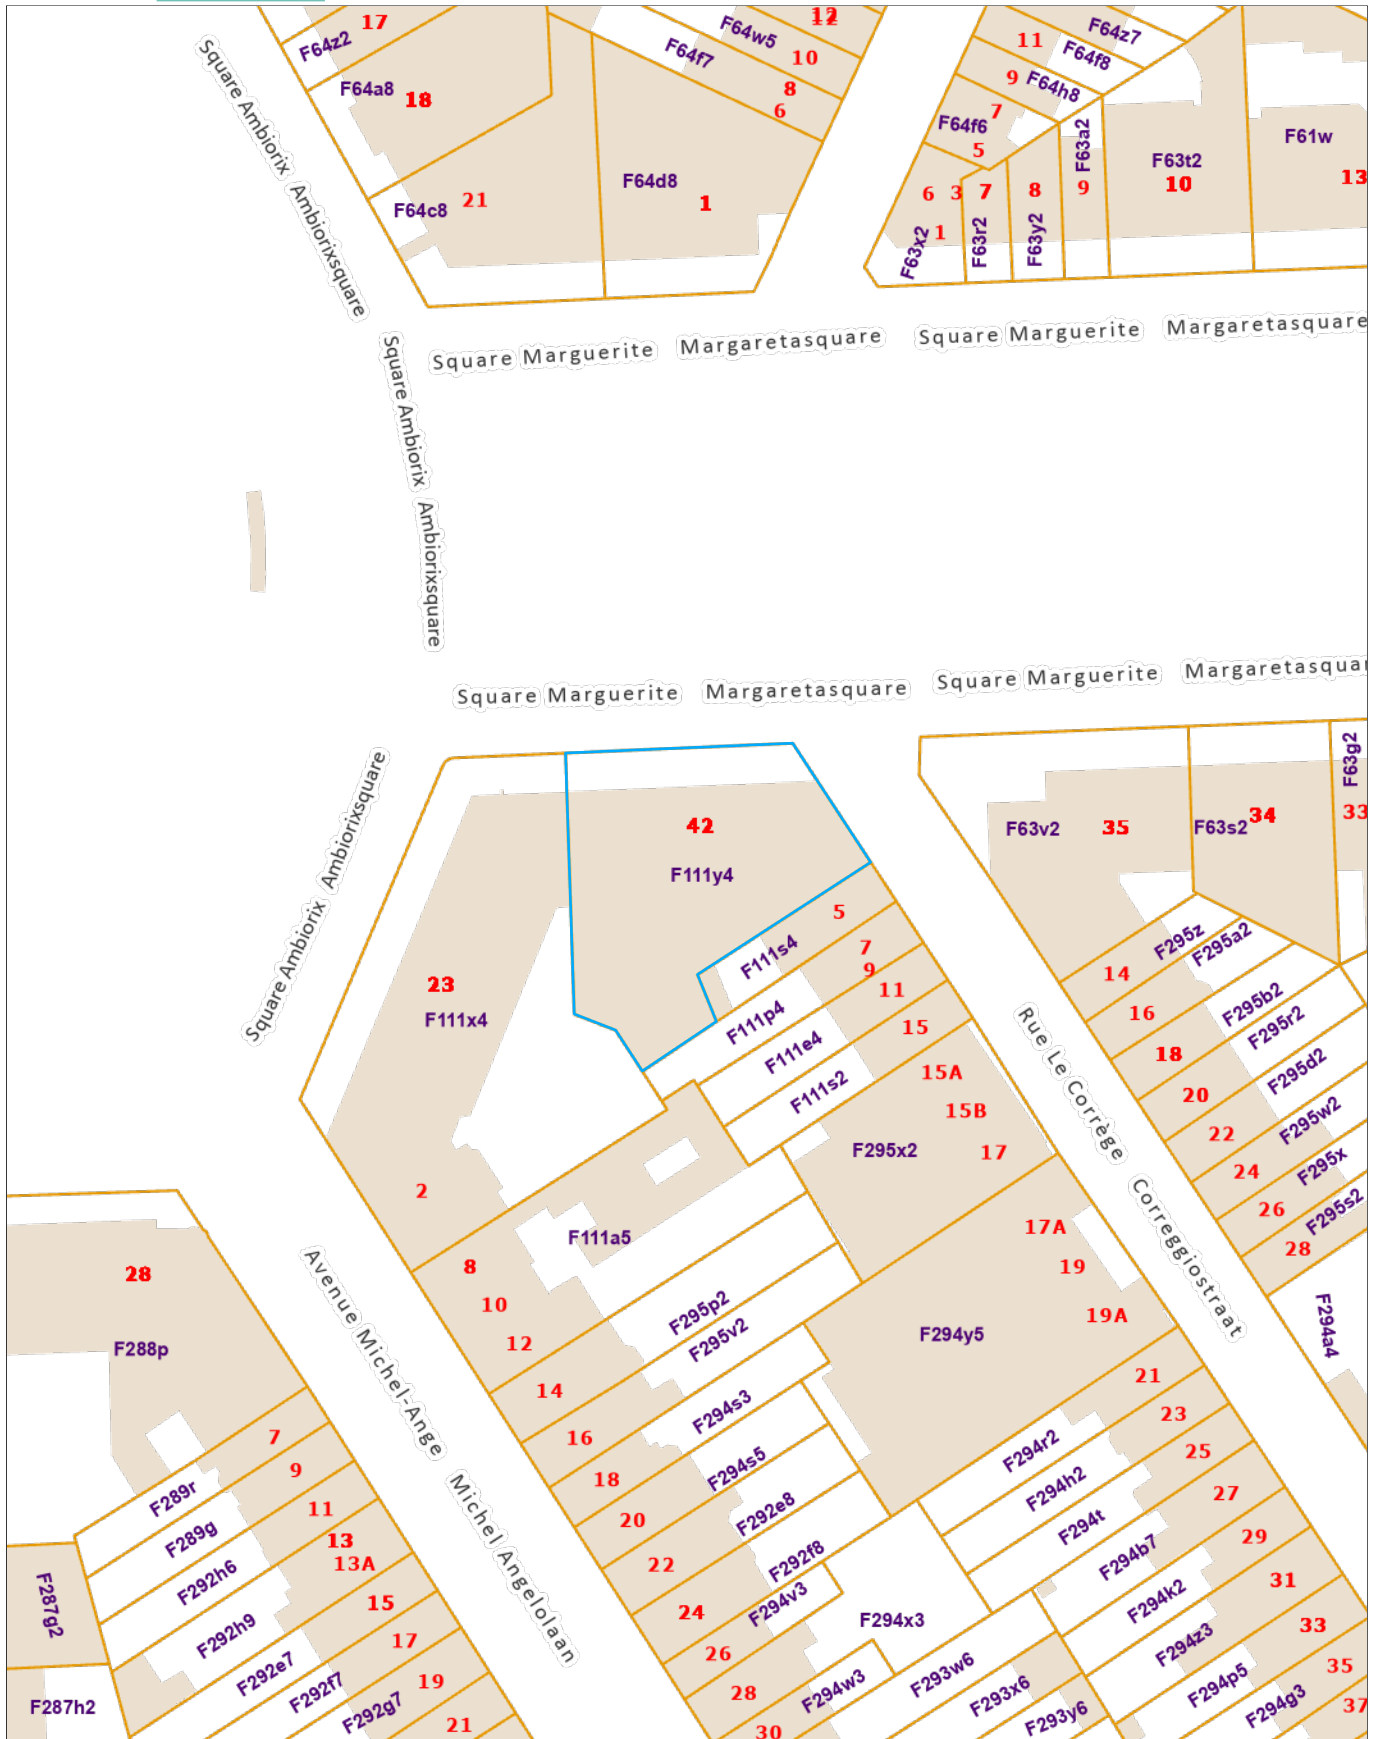 17
F64z2
F64a8
18
F64c8
21
F64d8
1
F64f7
F64w5
12
10
8
6
F64z7
11
F64f8
9
F64h8
7
F64f6
5
F63a2
6
3
7
8
9
F63x2
1
F63r2
F63y2
F63t2
10
F61w
13
Square Ambiorix Ambiorixsquare
Square Marguerite Margaretasquare
Square Marguerite Margaretasquare
Square Ambiorix Ambiorixsquare
Square Marguerite Margaretasquare
Square Marguerite Margaretasquar
Square Ambiorix Ambiorixsquare
42
F111y4
23
F111x4
2
F63v2
35
F63s2
34
F63g2
33
5
F111s4
7
9
F111p4
11
F111e4
15
F111s2
15A
15B
17
F295x2
F295z
F295a2
14
16
F295b2
18
F295r2
20
F295d2
22
F295w2
24
F295x
26
F295s2
28
F294a4
Rue Le Corrège Correggiostraat
17A
19
19A
F294y5
F111a5
8
10
12
14
F295p2
16
F295v2
18
F294s3
20
F294s5
22
F292e8
24
F292f8
26
F294v3
28
F294x3
30
F294w3
F293w6
F293x6
F293y6
21
F294r2
23
F294h2
25
F294t
27
F294b7
29
F294k2
31
F294z3
33
F294p5
35
F294g3
37
Avenue Michel-Ange Michel Angelolaan
28
F288p
7
F289r
9
F289g
11
F292h6
13
13A
F292h9
15
F292e7
17
F292f7
19
F292g7
21
F287g2
F287h2